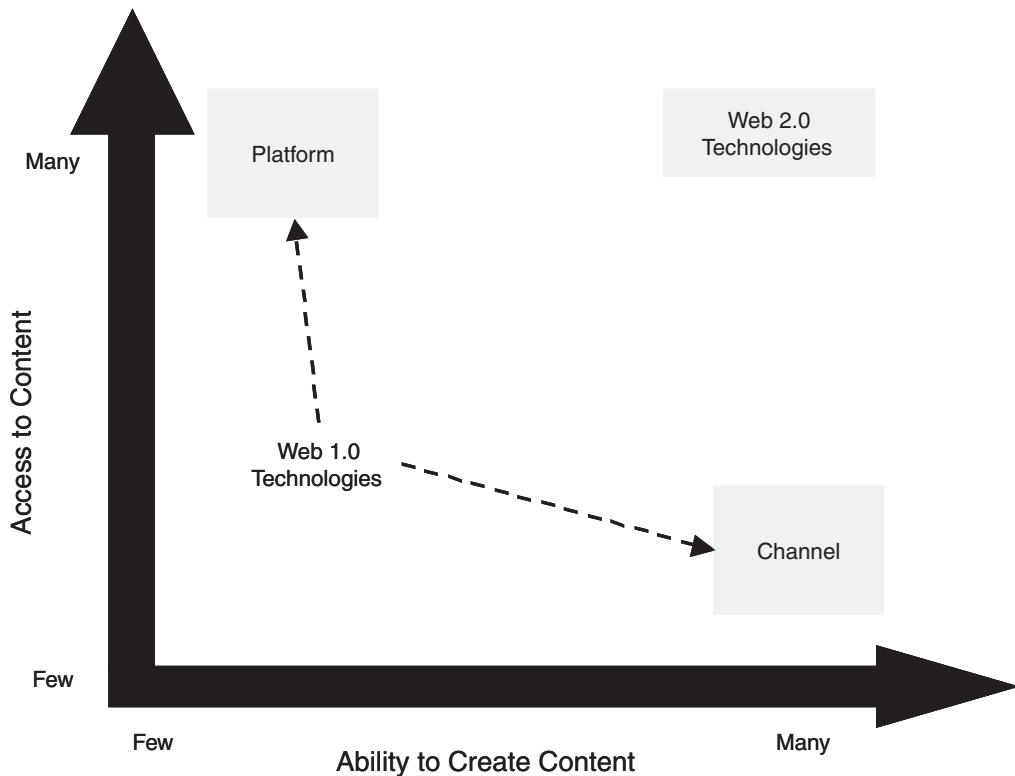 Many
Platform
Web 2.0
Technologies
Access to Content
Web 1.0
Technologies
Channel
Few
Few
Many
Ability to Create Content